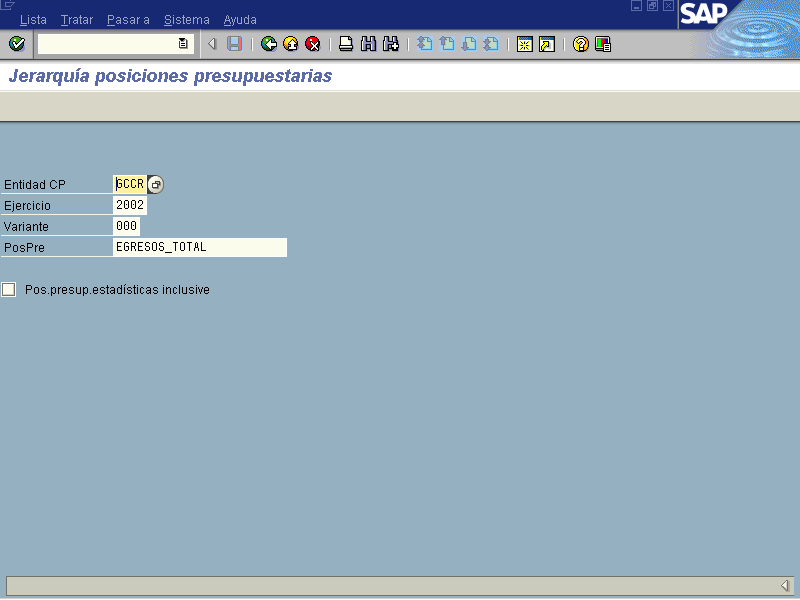 Lista Tratar Pasar a Sistema Ayuda
SAP
Jerarquía posiciones presupuestarias
Entidad CP GCCR
Ejercicio 2002
Variante 000
PosPre EGRESOS_TOTAL
Pos.presup.estadísticas inclusive